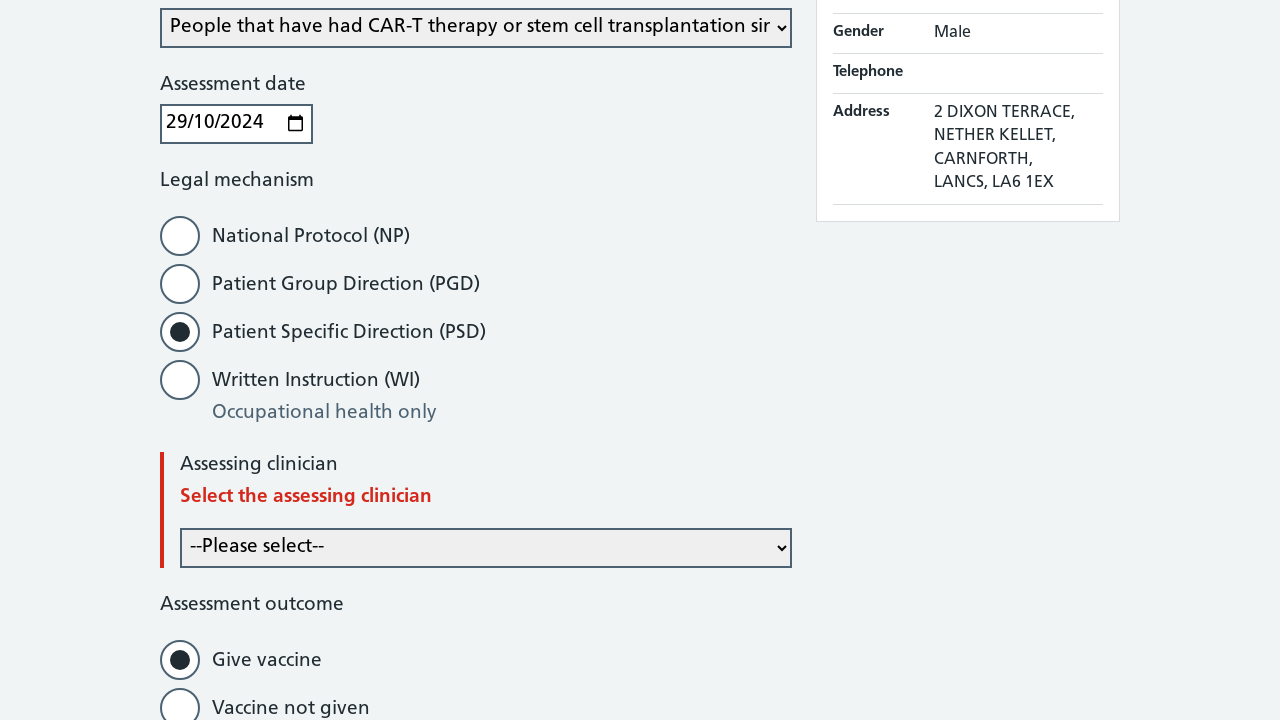 People that have had CAR-T therapy or stem cell transplantation sir
Assessment date
29/10/2024
Legal mechanism
National Protocol (NP)
Patient Group Direction (PGD)
Patient Specific Direction (PSD)
Written Instruction (WI)
Occupational health only
Assessing clinician
Select the assessing clinician
--Please select--
Assessment outcome
Give vaccine
Vaccine not given
Gender Male
Telephone
Address 2 DIXON TERRACE,
NETHER KELLET,
CARNFORTH,
LANCS, LA6 1EX